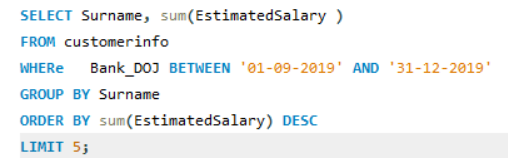 SELECT Surname, sum(EstimatedSalary )
FROM customerinfo
WHERe Bank_DOJ BETWEEN '01-09-2019' AND '31-12-2019'
GROUP BY Surname
ORDER BY sum(EstimatedSalary) DESC
LIMIT 5;